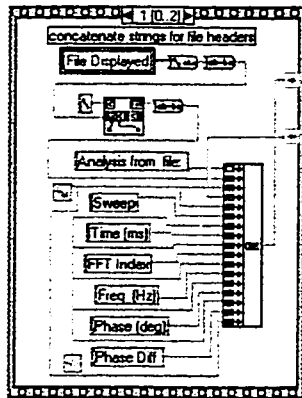 1 [0..2]
concatenate strings for file headers
File Displayed
Analysis from file:
Sweep
Time (ms)
FFT Index
Freq (Hz)
Phase (deg)
Phase Diff